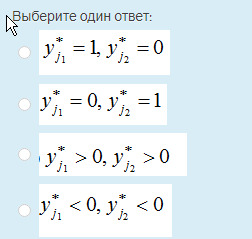 Выберите один ответ:
y*j₁ = 1, y*j₂ = 0
y*j₁ = 0, y*j₂ = 1
, y*j₁ > 0, y*j₂ > 0
y*j₁ < 0, y*j₂ < 0